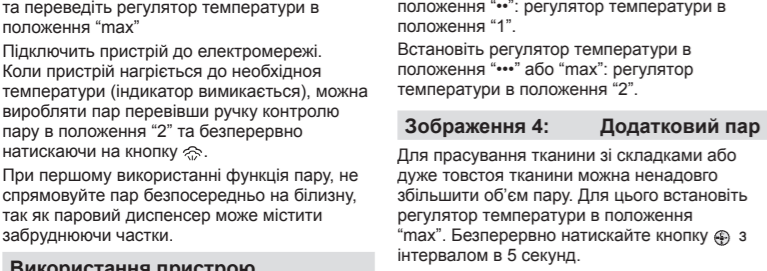 та переведіть регулятор температури в
положення “max”
Підключить пристрій до електромережі.
Коли пристрій нагріється до необхідноя
температури (індикатор вимикається), можна
виробляти пар перевівши ручку контролю
пару в положення “2” та безперервно
натискаючи на кнопку .
При першому використанні функція пару, не
спрямовуйте пар безпосередньо на білизну,
так як паровий диспенсер може містити
забруднюючи частки.
Використання пристрою
положення “••”: регулятор температури в
положення “1”.
Встановіть регулятор температури в
положення “•••” або “max”: регулятор
температури в положення “2”.
Зображення 4: Додатковий пар
Для прасування тканини зі складками або
дуже товстоя тканини можна ненадовго
збільшити об’єм пару. Для цього встановіть
регулятор температури в положення
“max”. Безперервно натискайте кнопку з
інтервалом в 5 секунд.